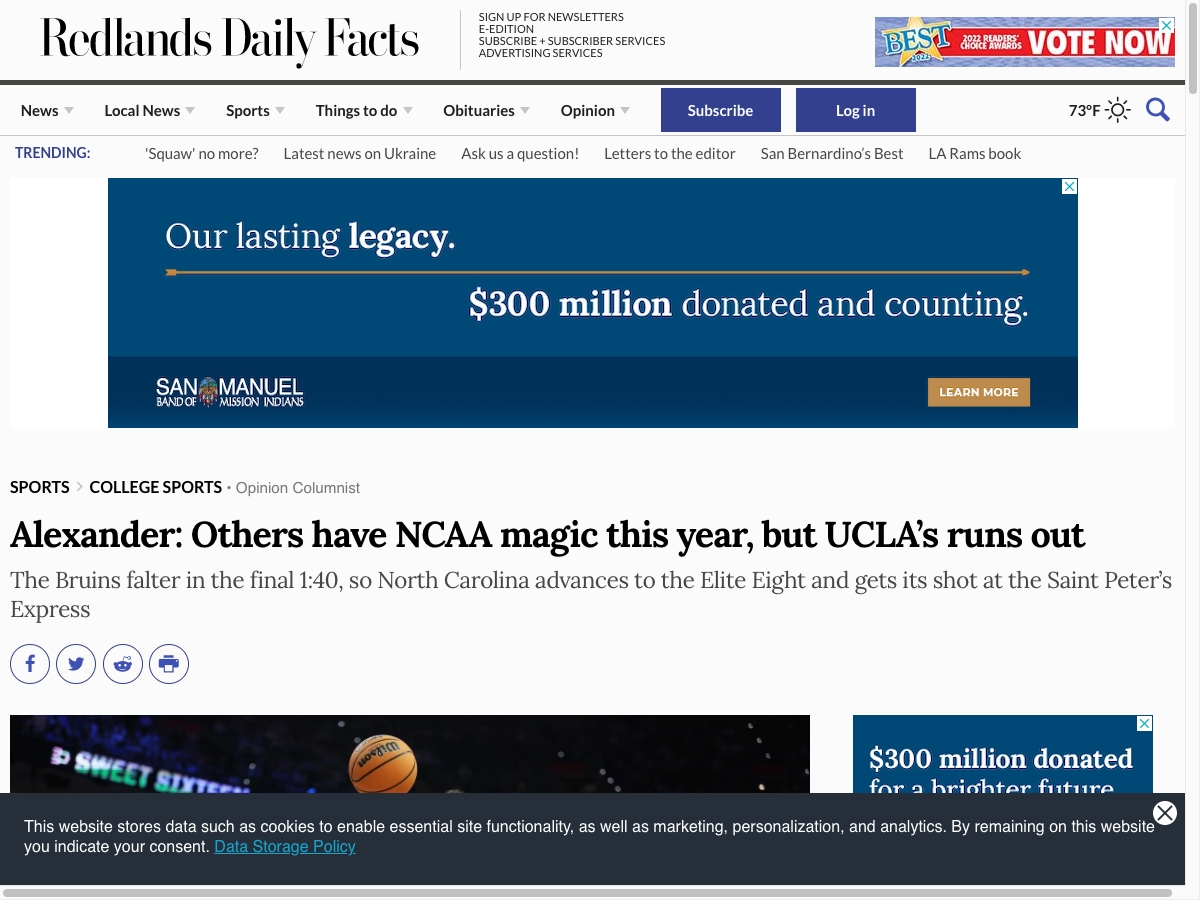 Redlands Daily Facts
SIGN UP FOR NEWSLETTERS
E-EDITION
SUBSCRIBE + SUBSCRIBER SERVICES
ADVERTISING SERVICES
BEST 2022 2022 READERS' CHOICE AWARDS VOTE NOW
News Local News Sports Things to do Obituaries Opinion Subscribe Log in 73°F
TRENDING: 'Squaw' no more? Latest news on Ukraine Ask us a question! Letters to the editor San Bernardino's Best LA Rams book
Our lasting legacy.
$300 million donated and counting.
SAN MANUEL
BAND OF MISSION INDIANS
LEARN MORE
SPORTS > COLLEGE SPORTS • Opinion Columnist
Alexander: Others have NCAA magic this year, but UCLA’s runs out
The Bruins falter in the final 1:40, so North Carolina advances to the Elite Eight and gets its shot at the Saint Peter’s
Express
SWEET SIXTEEN
Wilson
$300 million donated
for a brighter future
This website stores data such as cookies to enable essential site functionality, as well as marketing, personalization, and analytics. By remaining on this website
you indicate your consent. Data Storage Policy